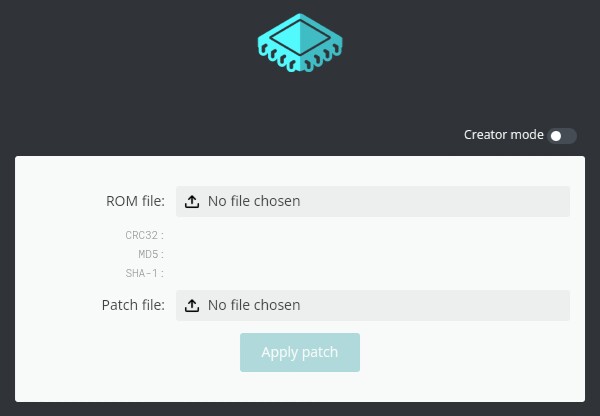 Creator mode
ROM file: No file chosen
CRC32:
MD5:
SHA-1:
Patch file: No file chosen
Apply patch